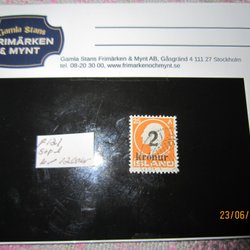 Gamla Stans
FRIMÄRKEN
& MYNT
Gamla Stans Frimärken & Mynt AB, Gåsgränd 4 111 27 Stockholm
tel. 08-20 30 00, www.frimarkenochmynt.se
2
krónur
ISLAND
23/06/